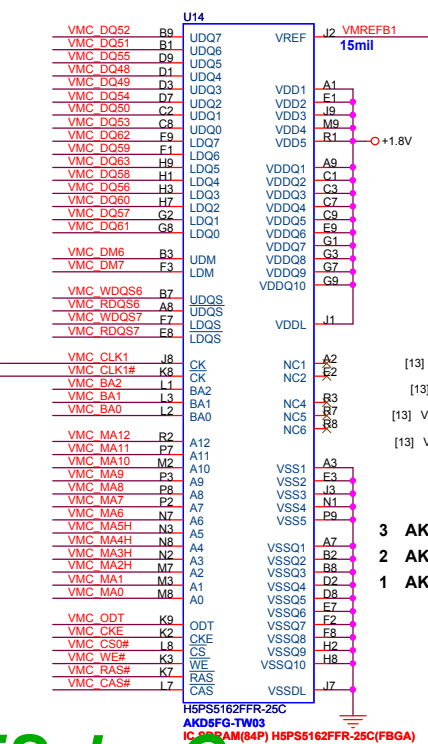 U14
VMC_DQ52 B9 UDQ7 VREF J2 VMREFB1
VMC_DQ51 B1 UDQ6 15mil
VMC_DQ55 D9 UDQ5
VMC_DQ48 D1 UDQ4
VMC_DQ49 D3 UDQ3 VDD1 A1
VMC_DQ54 D7 UDQ2 VDD2 E1
VMC_DQ50 C2 UDQ1 VDD3 J9
VMC_DQ53 C8 UDQ0 VDD4 M9
VMC_DQ62 F9 LDQ7 VDD5 R1 +1.8V
VMC_DQ59 F1 LDQ6
VMC_DQ63 H9 LDQ5 VDDQ1 A9
VMC_DQ58 H1 LDQ4 VDDQ2 C1
VMC_DQ56 H3 LDQ3 VDDQ3 C3
VMC_DQ60 H7 LDQ2 VDDQ4 C7
VMC_DQ57 G2 LDQ1 VDDQ5 C9
VMC_DQ61 G8 LDQ0 VDDQ6 E9
VDDQ7 G1
VMC_DM6 B3 UDM VDDQ8 G3
VMC_DM7 F3 LDM VDDQ9 G7
VDDQ10 G9
VMC_WDQS6 B7 UDQS
VMC_RDQS6 A8 UDQS
VMC_WDQS7 F7 LDQS VDDL J1
VMC_RDQS7 E8 LDQS
VMC_CLK1 J8 CK NC1 A2 [13]
VMC_CLK1# K8 CK NC2 E2
VMC_BA2 L1 BA2 [13]
VMC_BA1 L3 BA1 NC4 R3
VMC_BA0 L2 BA0 NC5 R7 [13] V
NC6 R8
VMC_MA12 R2 A12 [13] V
VMC_MA11 P7 A11
VMC_MA10 M2 A10 VSS1 A3
VMC_MA9 P3 A9 VSS2 E3
VMC_MA8 P8 A8 VSS3 J3
VMC_MA7 P2 A7 VSS4 N1
VMC_MA6 N7 A6 VSS5 P9
VMC_MA5H N3 A5 3 AK
VMC_MA4H N8 A4 VSSQ1 A7
VMC_MA3H N2 A3 VSSQ2 B2 2 AK
VMC_MA2H M7 A2 VSSQ3 B8
VMC_MA1 M3 A1 VSSQ4 D2 1 AK
VMC_MA0 M8 A0 VSSQ5 D8
VSSQ6 E7
VMC_ODT K9 ODT VSSQ7 F2
VMC_CKE K2 CKE VSSQ8 F8
VMC_CS0# L8 CS VSSQ9 H2
VMC_WE# K3 WE VSSQ10 H8
VMC_RAS# K7 RAS
VMC_CAS# L7 CAS VSSDL J7
H5PS5162FFR-25C
AKD5FG-TW03
IC SDRAM(84P) H5PS5162FFR-25C(FBGA)